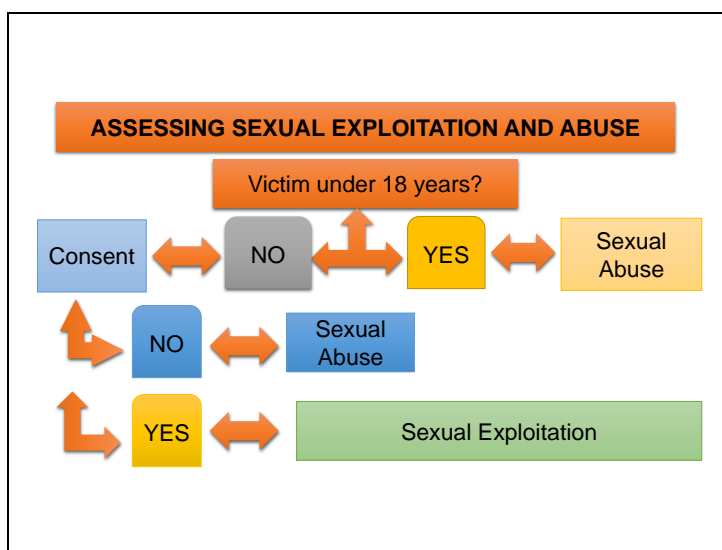 ASSESSING SEXUAL EXPLOITATION AND ABUSE
Victim under 18 years?
Consent
NO
YES
Sexual
Abuse
NO
Sexual
Abuse
YES
Sexual Exploitation